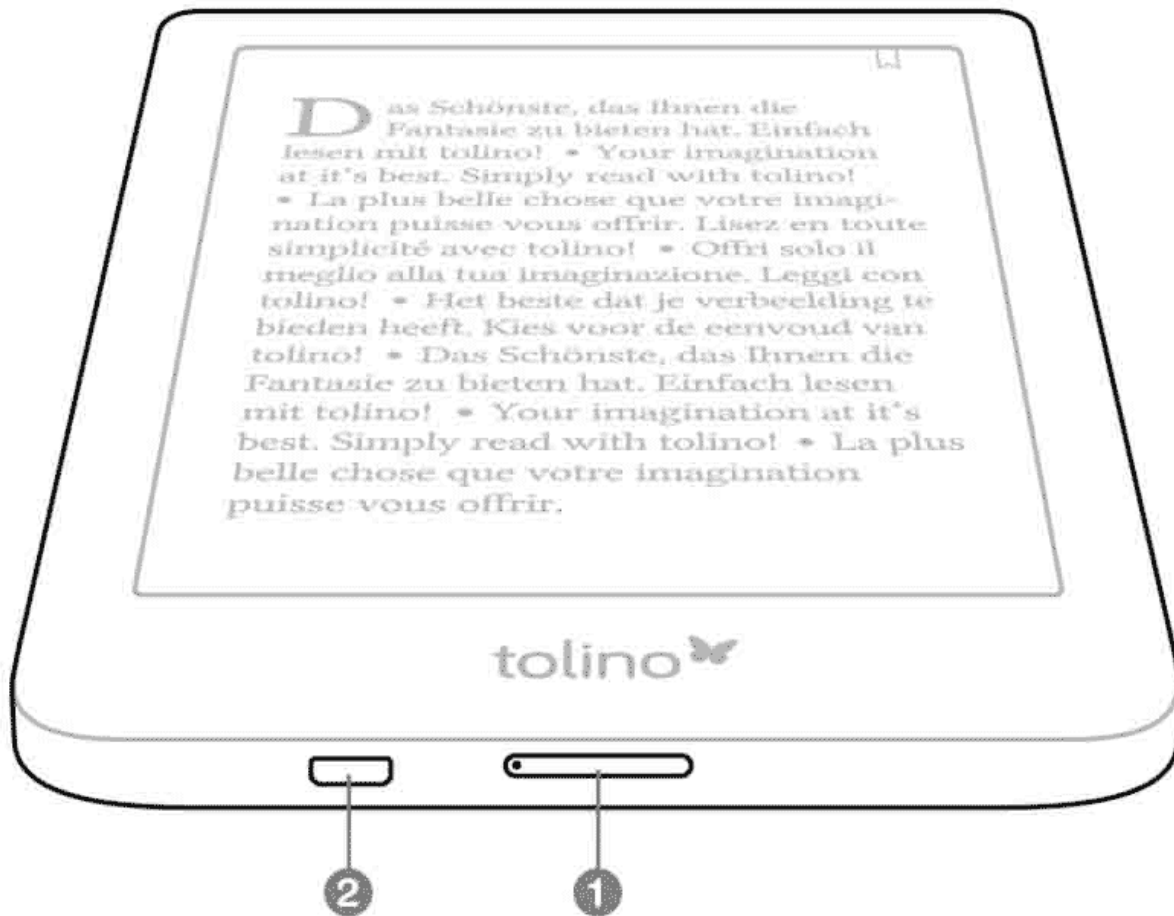 Das Schönste, das Ihnen die
Fantasie zu bieten hat. Einfach
lesen mit tolino! • Your imagination
at it's best. Simply read with tolino!
• La plus belle chose que votre imagi-
nation puisse vous offrir. Lisez en toute
simplicité avec tolino! • Offri solo il
meglio alla tua imaginazione. Leggi con
tolino! • Het beste dat je verbeelding te
bieden heeft. Kies voor de eenvoud van
tolino! • Das Schönste, das Ihnen die
Fantasie zu bieten hat. Einfach lesen
mit tolino! • Your imagination at it's
best. Simply read with tolino! • La plus
belle chose que votre imagination
puisse vous offrir.
tolino
2 1